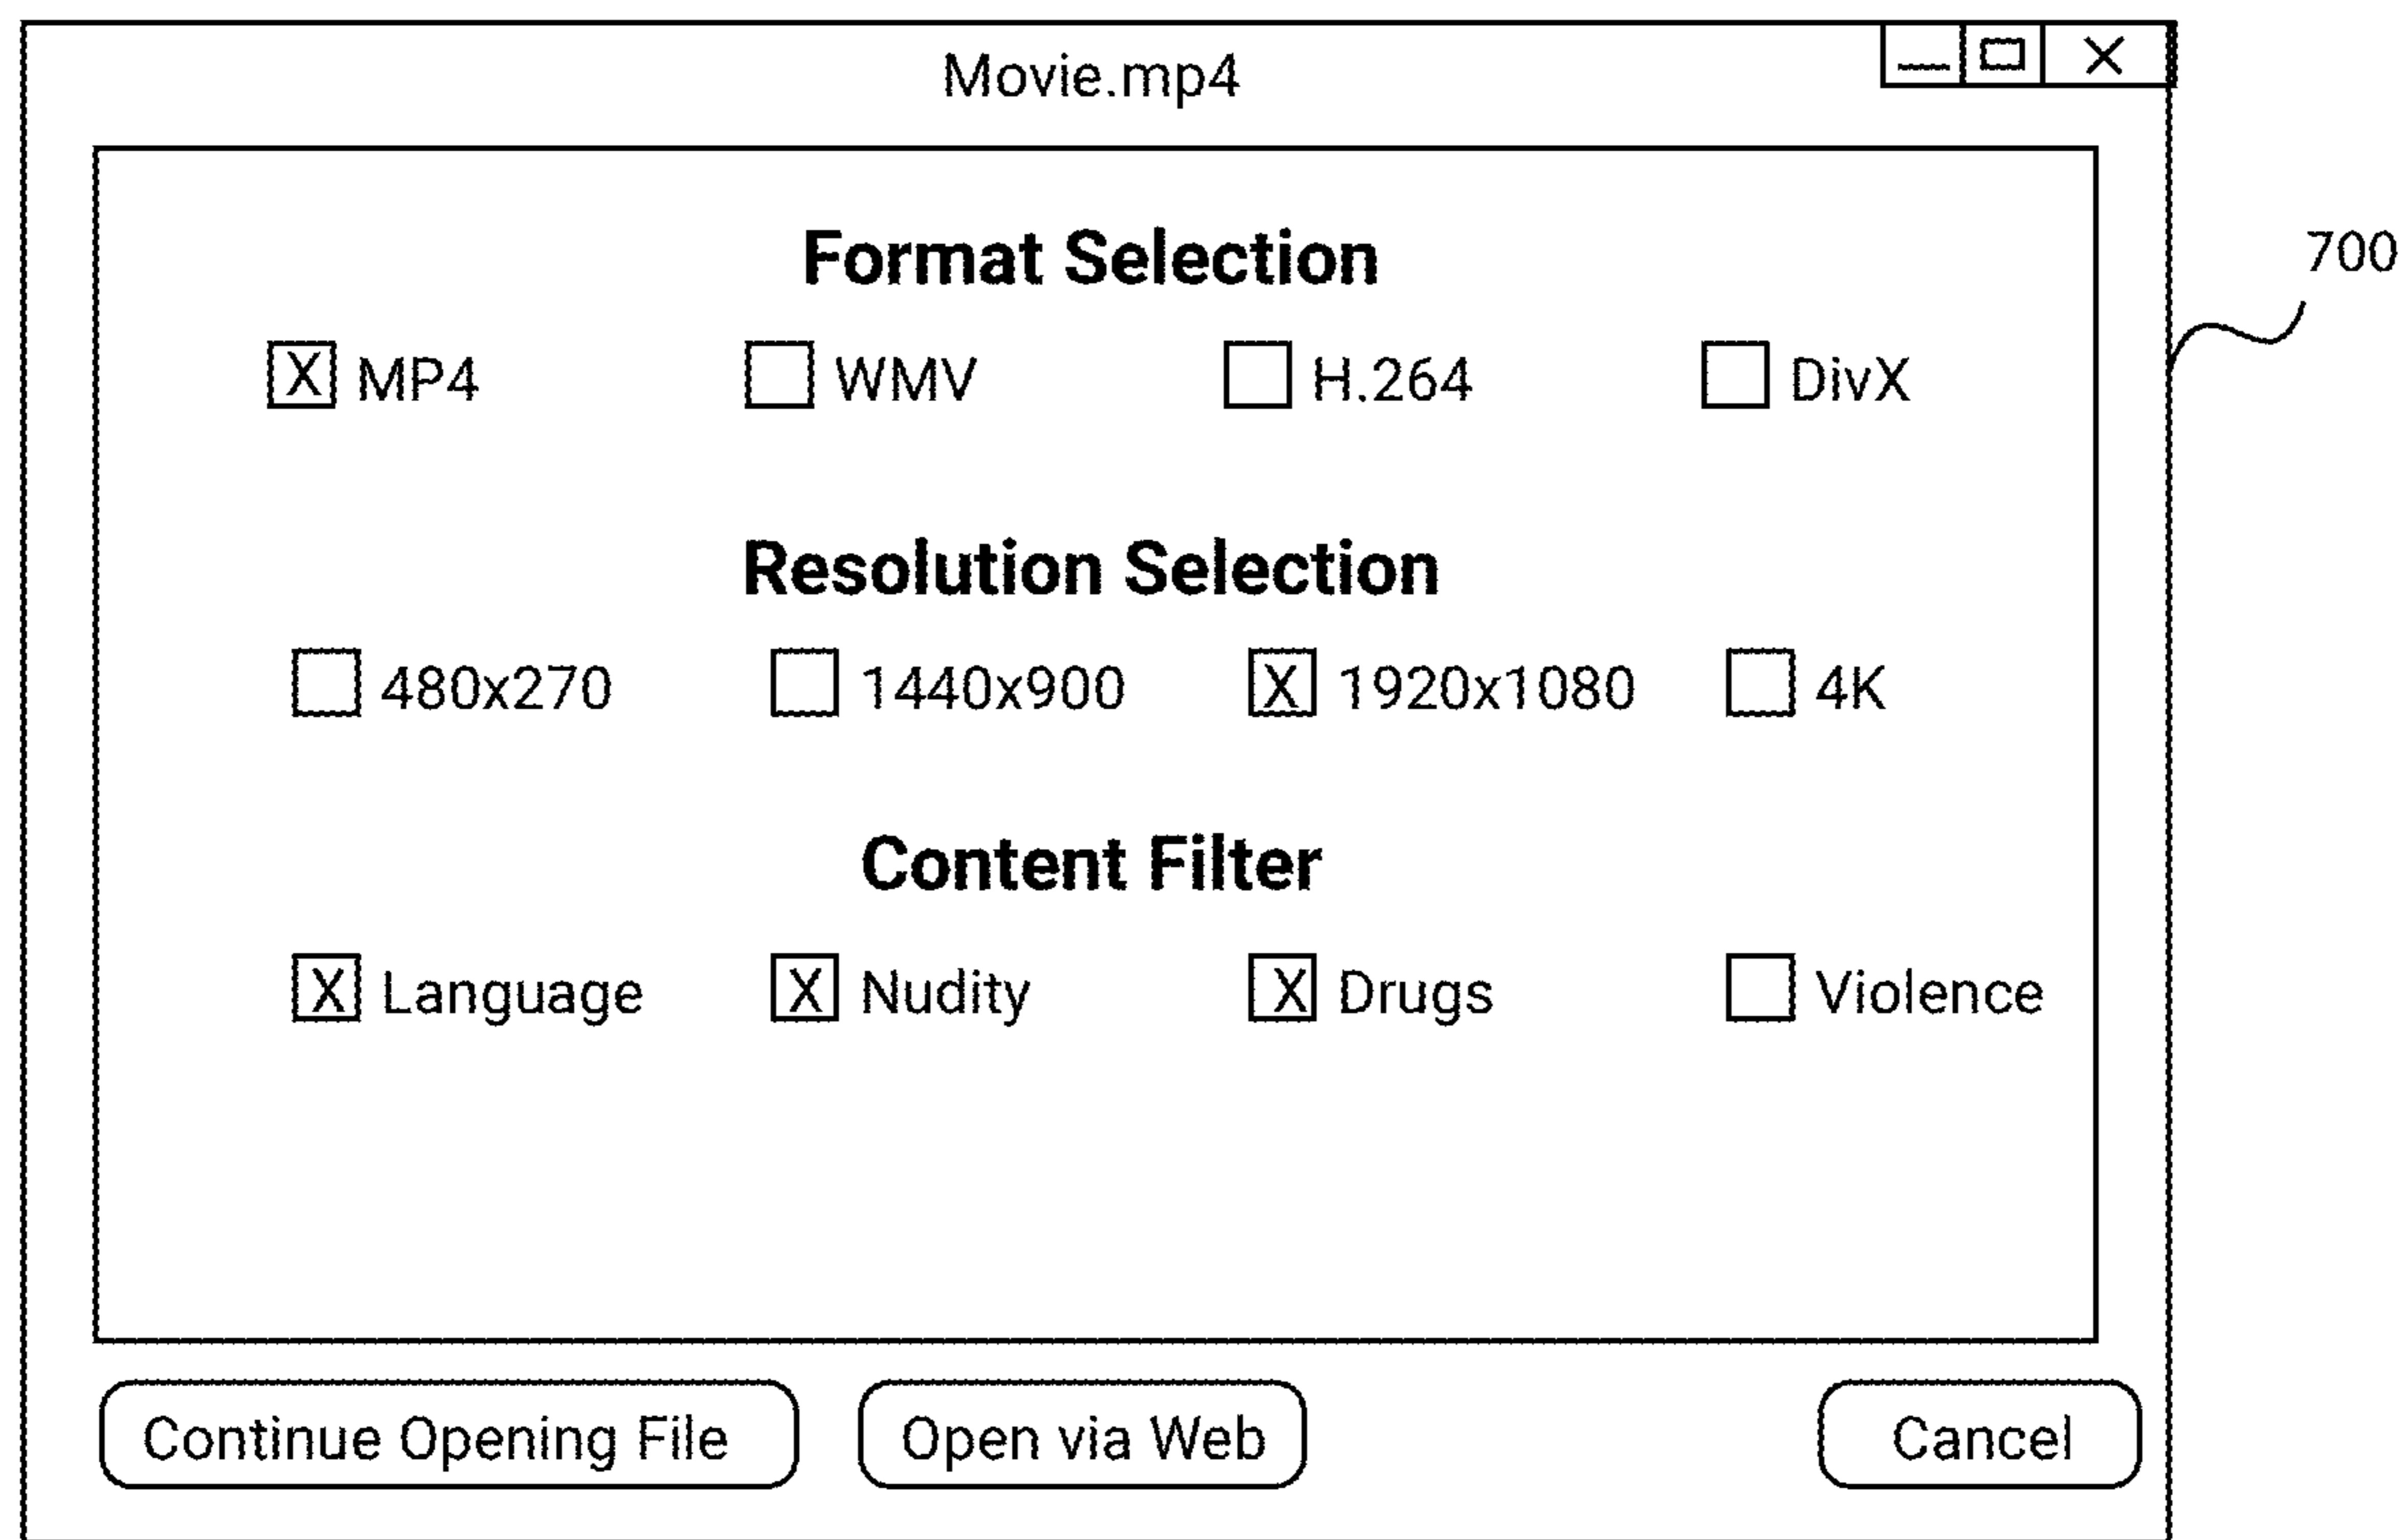 Movie.mp4
700
Format Selection
X MP4 WMV H.264 DivX
Resolution Selection
480x270 1440x900 X 1920x1080 4K
Content Filter
X Language X Nudity X Drugs Violence
Continue Opening File Open via Web Cancel